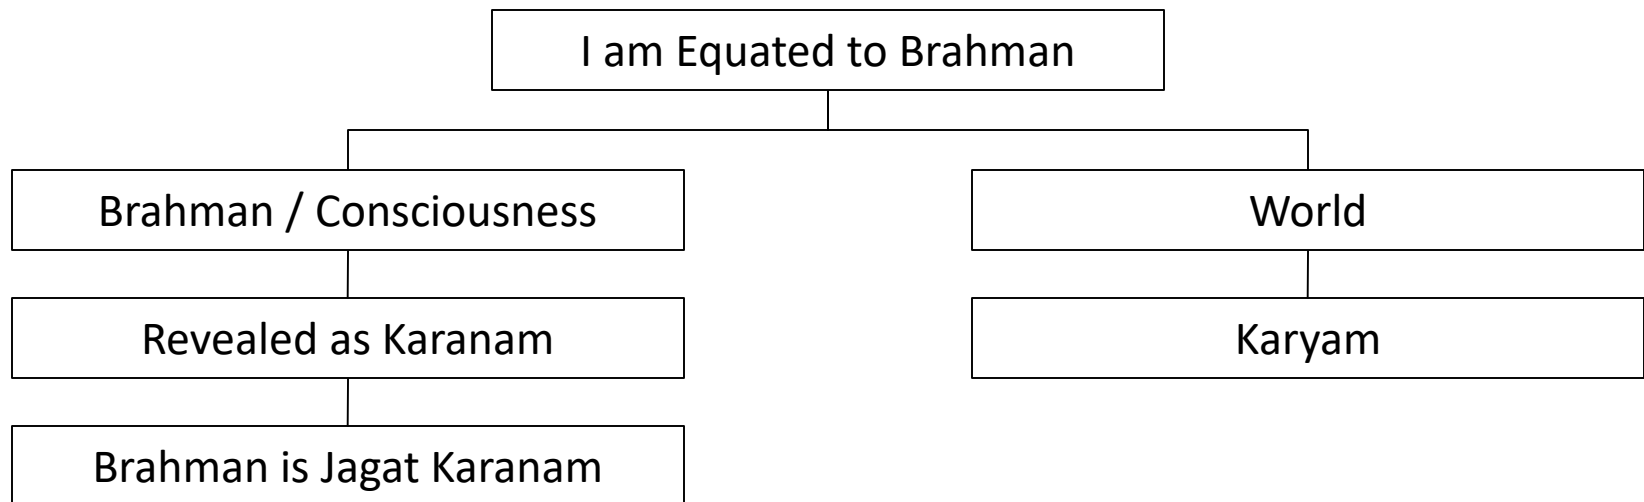 I am Equated to Brahman
Brahman / Consciousness
World
Revealed as Karanam
Karyam
Brahman is Jagat Karanam